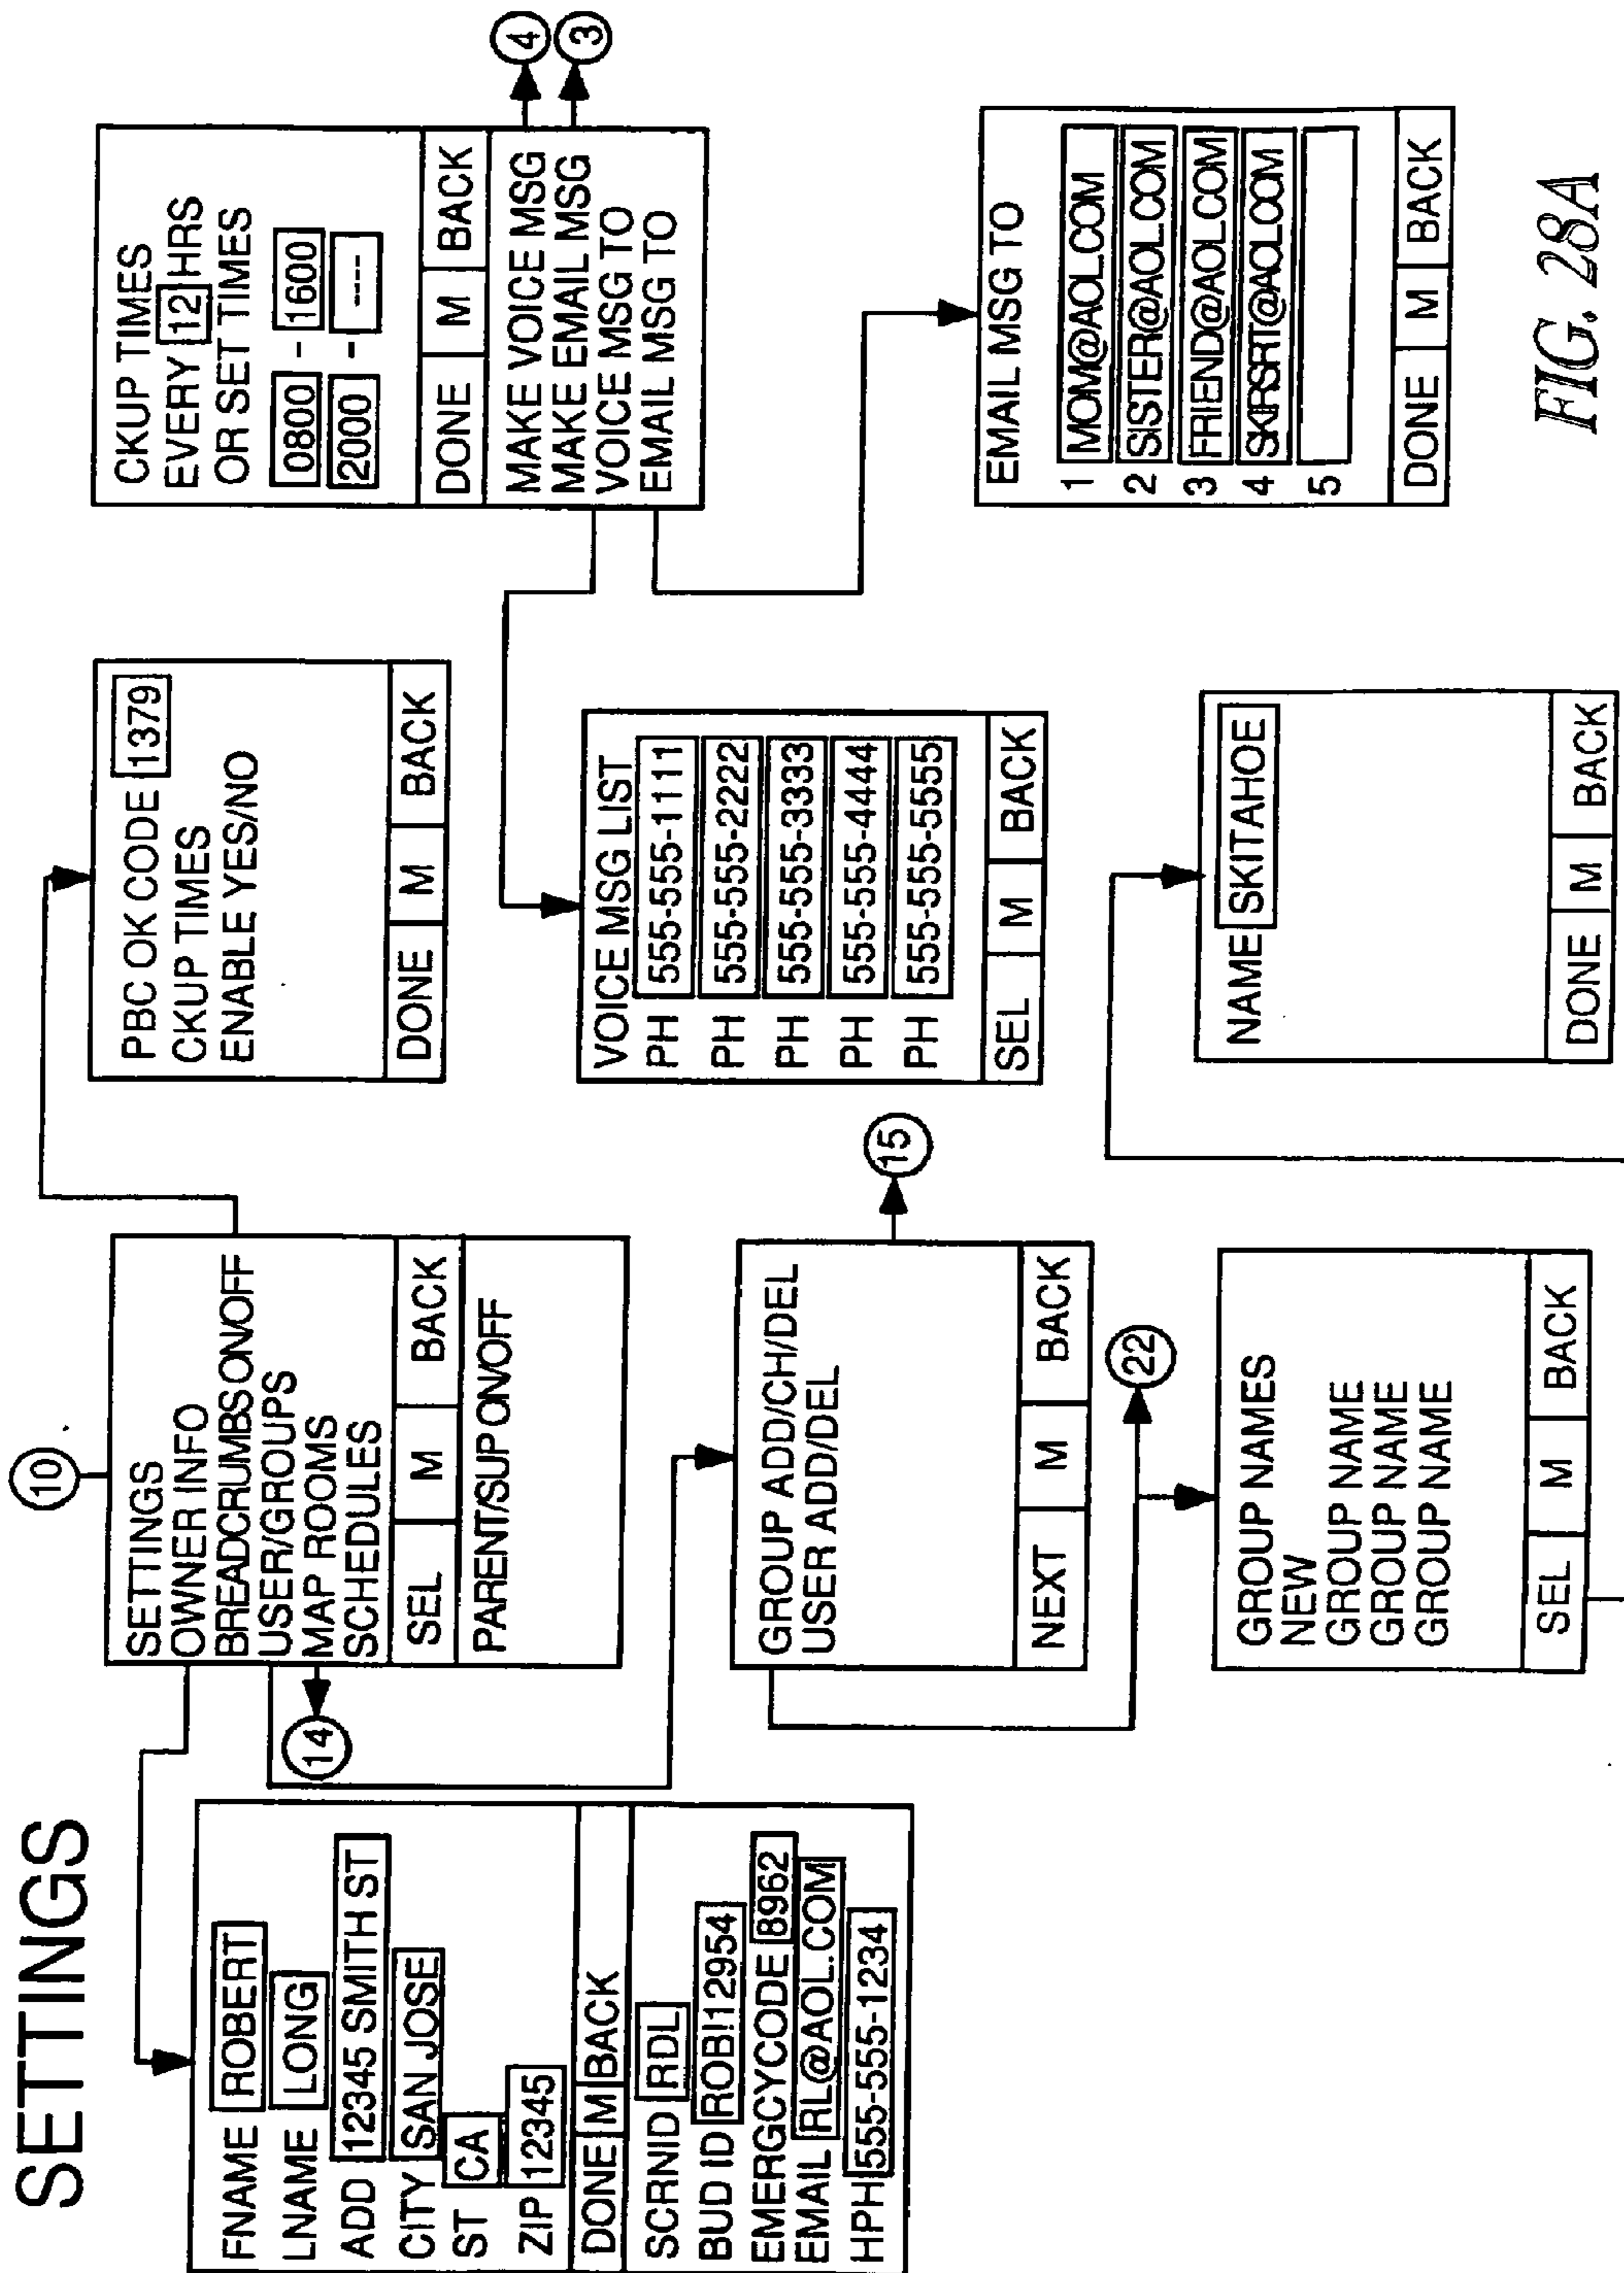 SETTINGS
FNAME ROBERT
LNAME LONG
ADD 12345 SMITH ST
CITY SAN JOSE
ST CA
ZIP 12345
DONE M BACK
SCRNID RDL
BUD ID ROB!12954
EMERGCYCODE 8962
EMAIL RL@AOL.COM
HPH 555-555-1234
10
SETTINGS
OWNER INFO
BREADCRUMBS ON/OFF
USER/GROUPS
MAP ROOMS
SCHEDULES
SEL M BACK
PARENT/SUP ON/OFF
14
GROUP ADD/CH/DEL
USER ADD/DEL
NEXT M BACK
15
22
GROUP NAMES
NEW
GROUP NAME
GROUP NAME
GROUP NAME
SEL M BACK
PBC OK CODE 1379
CKUP TIMES
ENABLE YES/NO
DONE M BACK
VOICE MSG LIST
PH 555-555-1111
PH 555-555-2222
PH 555-555-3333
PH 555-555-4444
PH 555-555-5555
SEL M BACK
NAME SKITAHOE
DONE M BACK
CKUP TIMES
EVERY 12 HRS
OR SET TIMES
0800 - 1600
2000 - ----
DONE M BACK
MAKE VOICE MSG
MAKE EMAIL MSG
VOICE MSG TO
EMAIL MSG TO
4
3
EMAIL MSG TO
1 MOM@AOL.COM
2 SISTER@AOL.COM
3 FRIEND@AOL.COM
4 SKIRSRT@AOL.COM
5
DONE M BACK
FIG. 28A